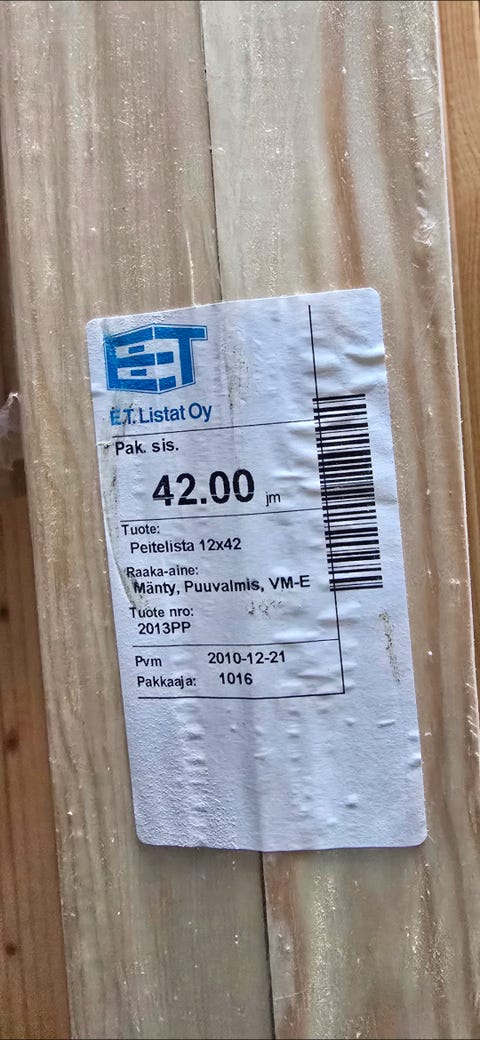 ET
E.T. Listat Oy
Pak. sis.
42.00 jm
Tuote:
Peitelista 12x42
Raaka-aine:
Mänty, Puuvalmis, VM-E
Tuote nro:
2013PP
Pvm 2010-12-21
Pakkaaja: 1016